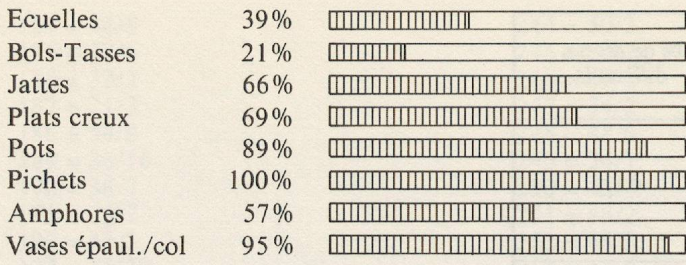 Ecuelles 39%
Bols-Tasses 21%
Jattes 66%
Plats creux 69%
Pots 89%
Pichets 100%
Amphores 57%
Vases épaul./col 95%